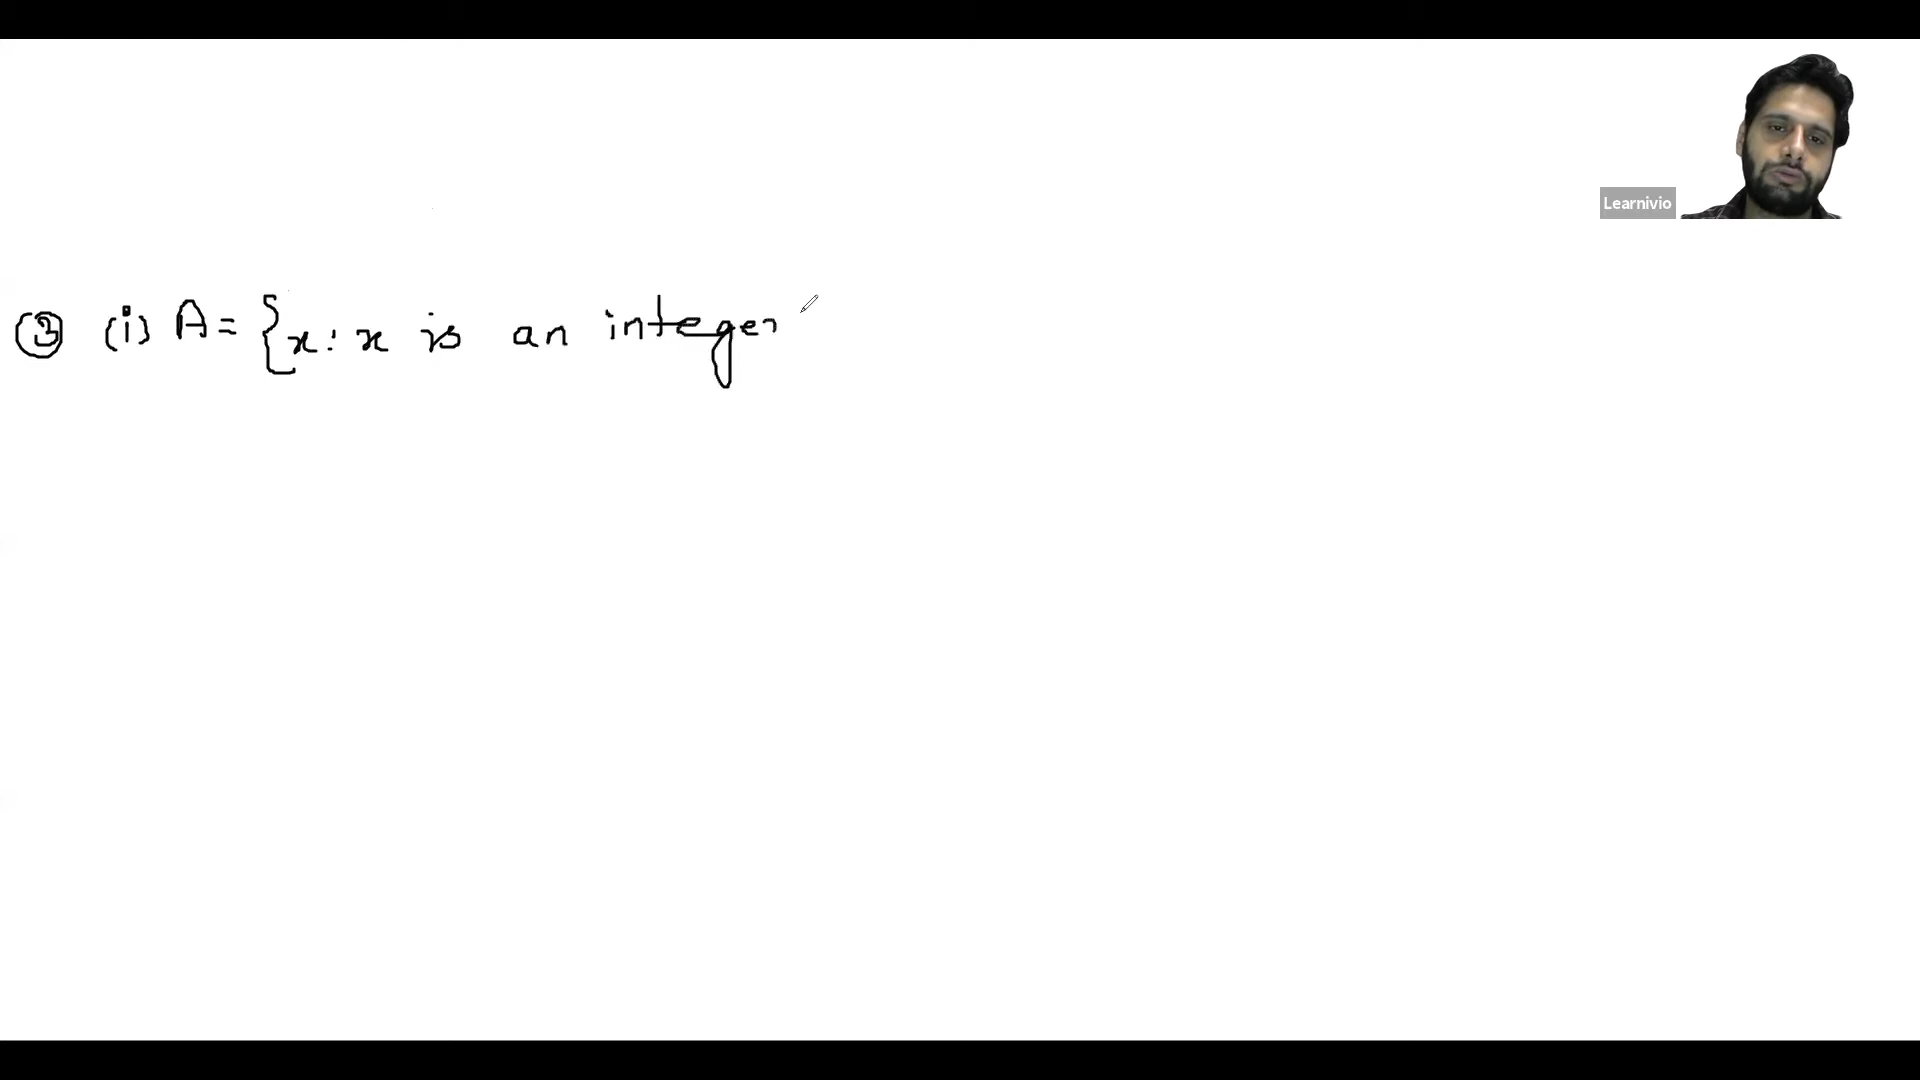 Learnivio
③ (i) A = {x : x is an integer